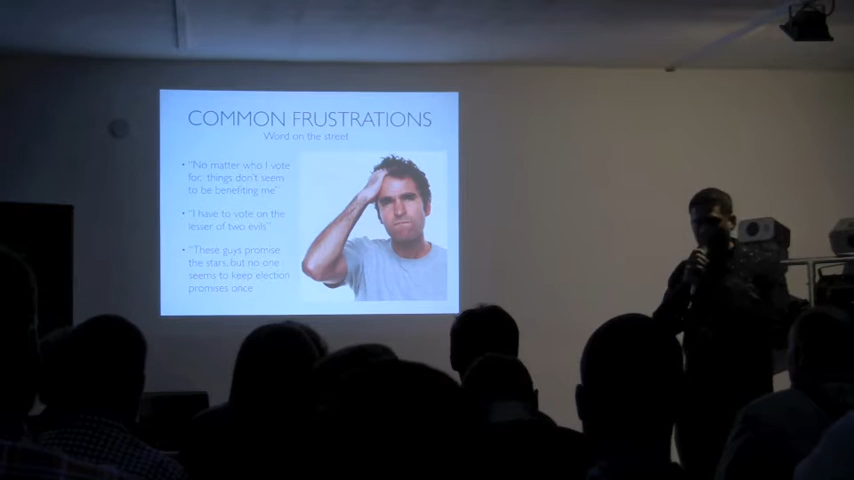 COMMON FRUSTRATIONS
Word on the street
• "No matter who I vote
for, things don't seem
to be benefiting me"
• "I have to vote on the
lesser of two evils"
• "These guys promise
the stars, but no one
seems to keep election
promises once